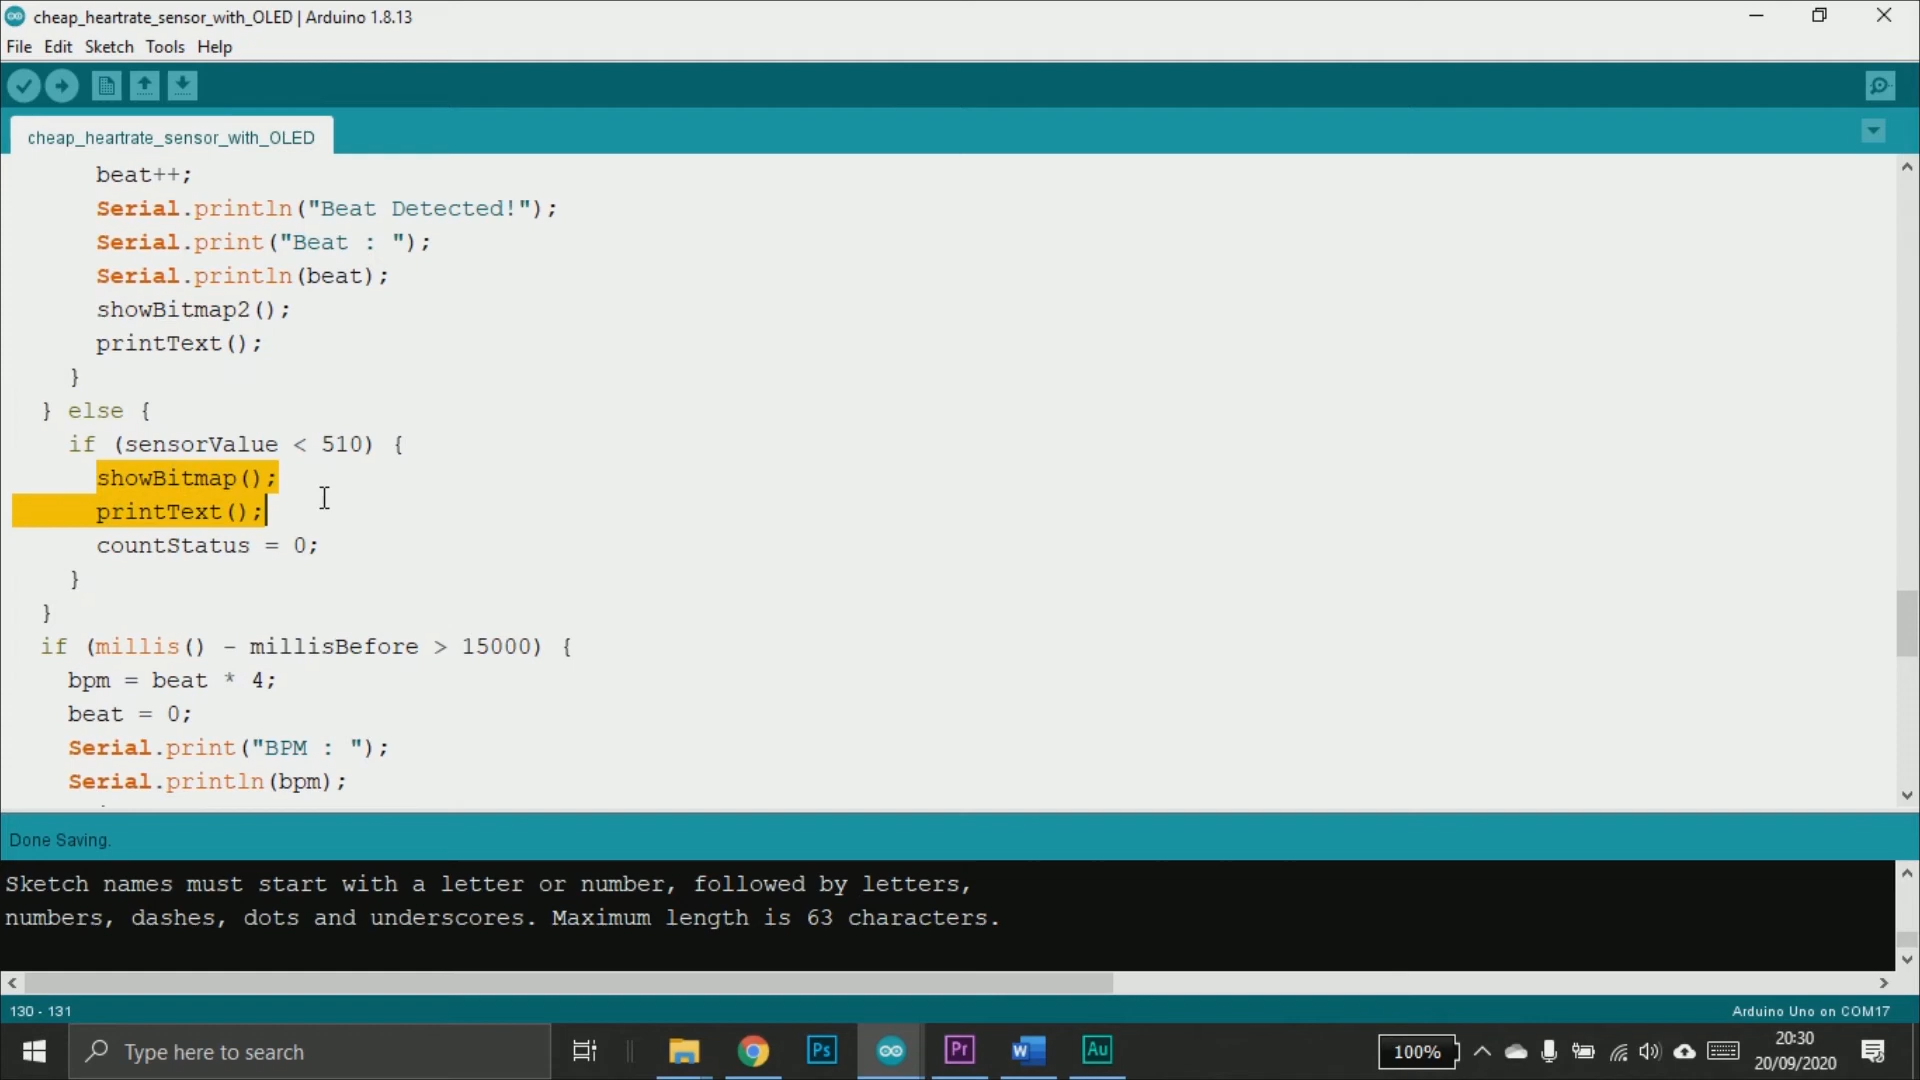 cheap_heartrate_sensor_with_OLED | Arduino 1.8.13
File Edit Sketch Tools Help
cheap_heartrate_sensor_with_OLED
beat++;
Serial.println("Beat Detected!");
Serial.print("Beat : ");
Serial.println(beat);
showBitmap2();
printText();
}
} else {
if (sensorValue < 510) {
showBitmap();
printText();
countStatus = 0;
}
}
if (millis() - millisBefore > 15000) {
bpm = beat * 4;
beat = 0;
Serial.print("BPM : ");
Serial.println(bpm);
Done Saving.
Sketch names must start with a letter or number, followed by letters,
numbers, dashes, dots and underscores. Maximum length is 63 characters.
130 - 131 Arduino Uno on COM17
Type here to search Ps Pr W Au 100% 20:30
20/09/2020